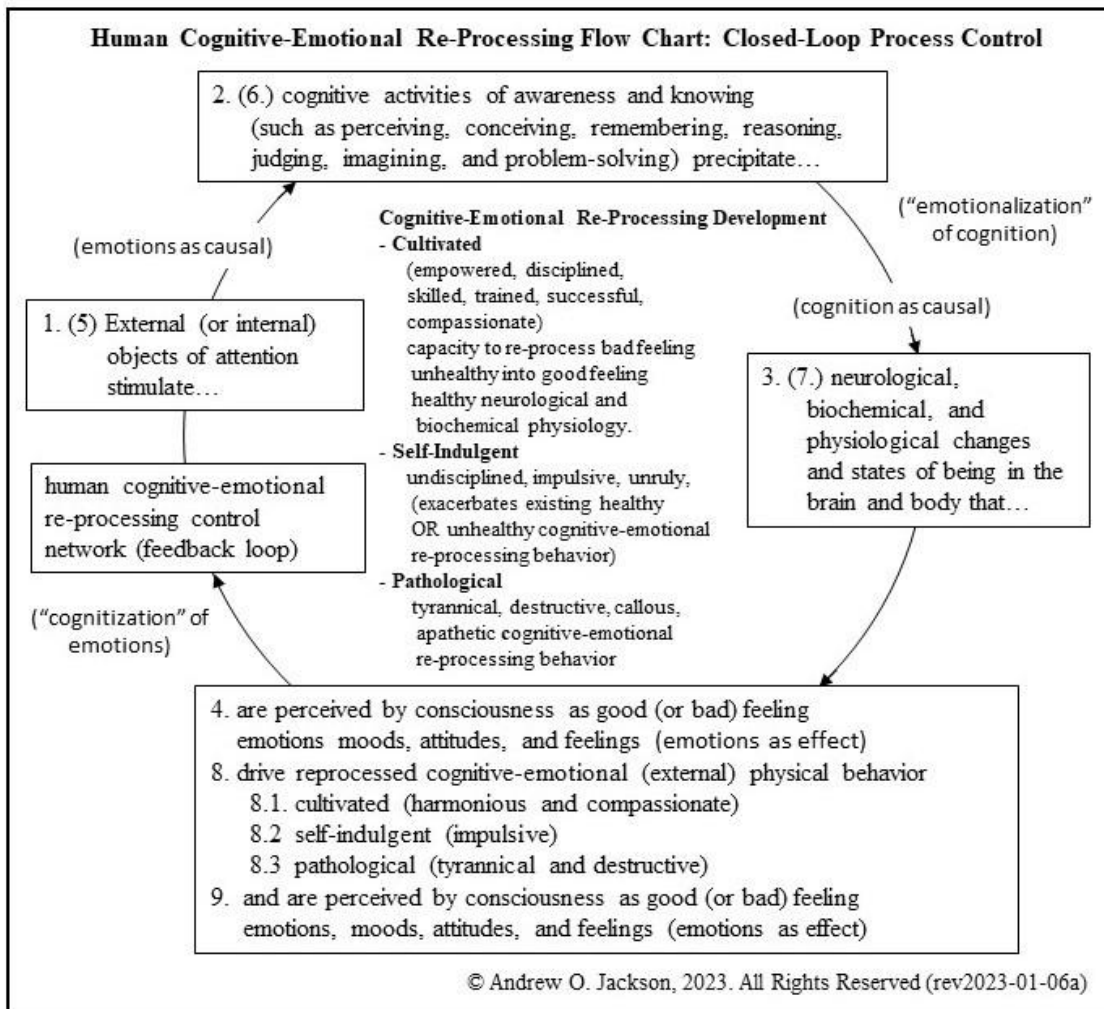 Human Cognitive-Emotional Re-Processing Flow Chart: Closed-Loop Process Control
2. (6.) cognitive activities of awareness and knowing
(such as perceiving, conceiving, remembering, reasoning,
judging, imagining, and problem-solving) precipitate…
(“emotionalization”
of cognition)
(cognition as causal)
(emotions as causal)
1. (5) External (or internal)
objects of attention
stimulate…
Cognitive-Emotional Re-Processing Development
- Cultivated
(empowered, disciplined,
skilled, trained, successful,
compassionate)
capacity to re-process bad feeling
unhealthy into good feeling
healthy neurological and
biochemical physiology.
- Self-Indulgent
undisciplined, impulsive, unruly,
(exacerbates existing healthy
OR unhealthy cognitive-emotional
re-processing behavior)
- Pathological
tyrannical, destructive, callous,
apathetic cognitive-emotional
re-processing behavior
3. (7.) neurological,
biochemical, and
physiological changes
and states of being in the
brain and body that…
human cognitive-emotional
re-processing control
network (feedback loop)
(“cognitization” of
emotions)
4. are perceived by consciousness as good (or bad) feeling
emotions moods, attitudes, and feelings (emotions as effect)
8. drive reprocessed cognitive-emotional (external) physical behavior
8.1. cultivated (harmonious and compassionate)
8.2 self-indulgent (impulsive)
8.3 pathological (tyrannical and destructive)
9. and are perceived by consciousness as good (or bad) feeling
emotions, moods, attitudes, and feelings (emotions as effect)
© Andrew O. Jackson, 2023. All Rights Reserved (rev2023-01-06a)